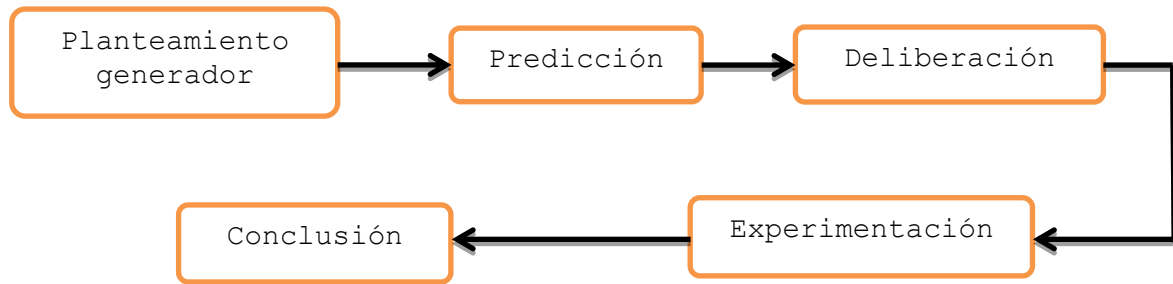 Planteamiento
generador
Predicción
Deliberación
Experimentación
Conclusión